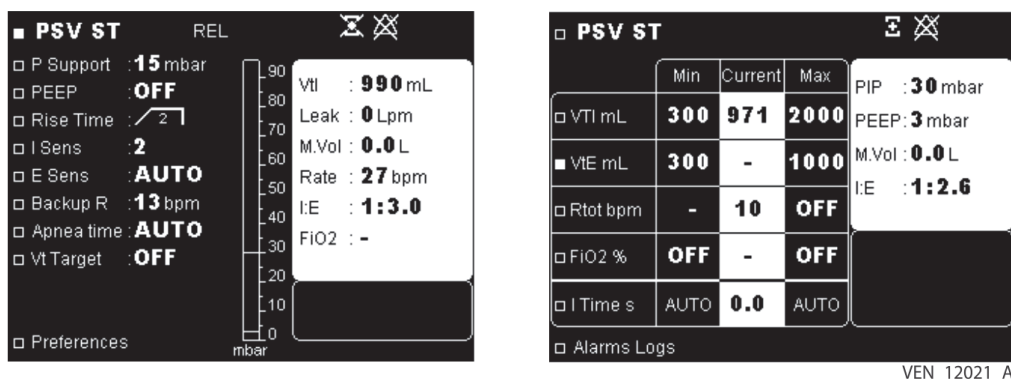 PSV ST REL
P Support :15 mbar
PEEP :OFF
Rise Time : 2
I Sens :2
E Sens :AUTO
Backup R :13 bpm
Apnea time :AUTO
Vt Target :OFF
Preferences
90
80
70
60
50
40
30
20
10
0
mbar
VtI : 990 mL
Leak : 0 Lpm
M.Vol : 0.0 L
Rate : 27 bpm
I:E : 1:3.0
FiO2 : -
PSV ST
Min Current Max
VTI mL 300 971 2000
VtE mL 300 - 1000
Rtot bpm - 10 OFF
FiO2 % OFF - OFF
I Time s AUTO 0.0 AUTO
Alarms Logs
PIP : 30 mbar
PEEP: 3 mbar
M.Vol : 0.0 L
I:E : 1:2.6
VEN 12021 A